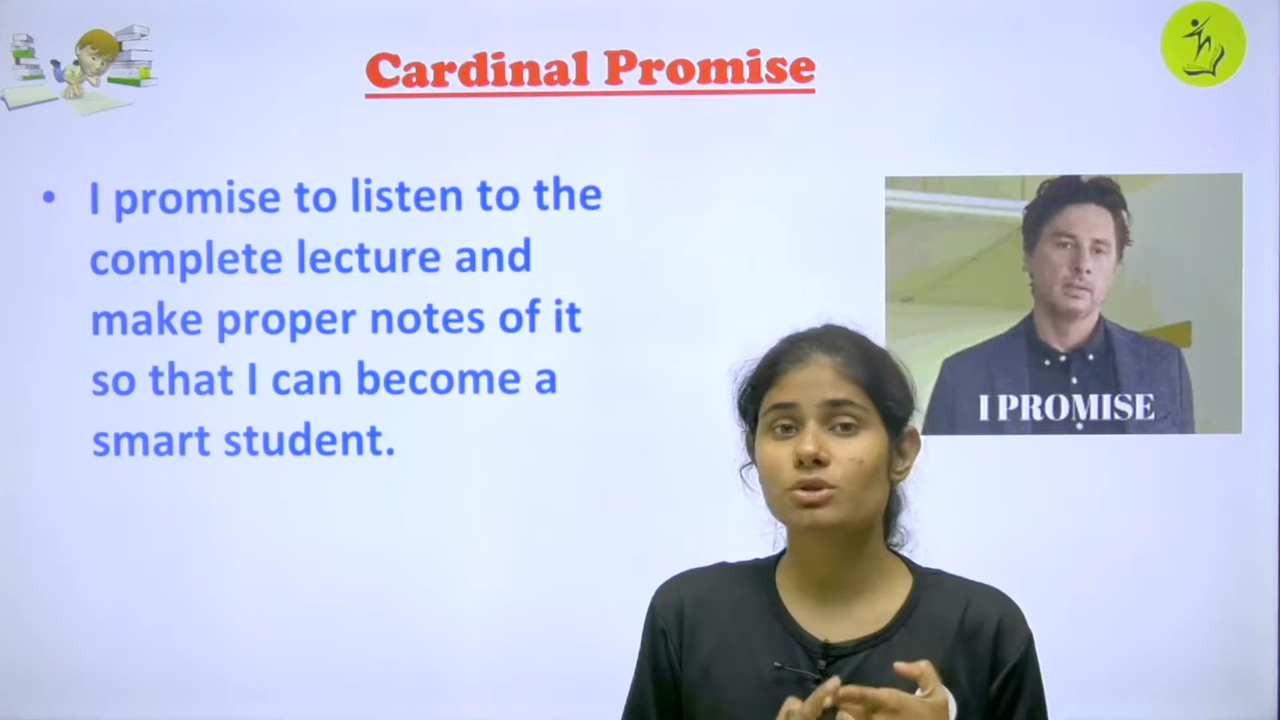 Cardinal Promise
• I promise to listen to the
complete lecture and
make proper notes of it
so that I can become a
smart student.
I PROMISE